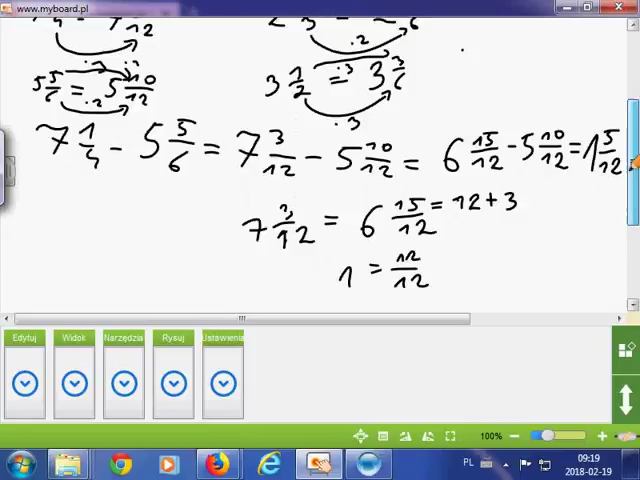 www.myboard.pl
5 5/6 = 5 10/12
.2
3 1/2 = 3 3/6
.3
.3
7 1/4 - 5 5/6 = 7 3/12 - 5 10/12 = 6 15/12 - 5 10/12 = 1 5/12
7 3/12 = 6 15/12 = 12 + 3
1 = 12/12
Edytuj Widok Narzędzia Rysuj Ustawienia
100%
PL 09:19
2018-02-19